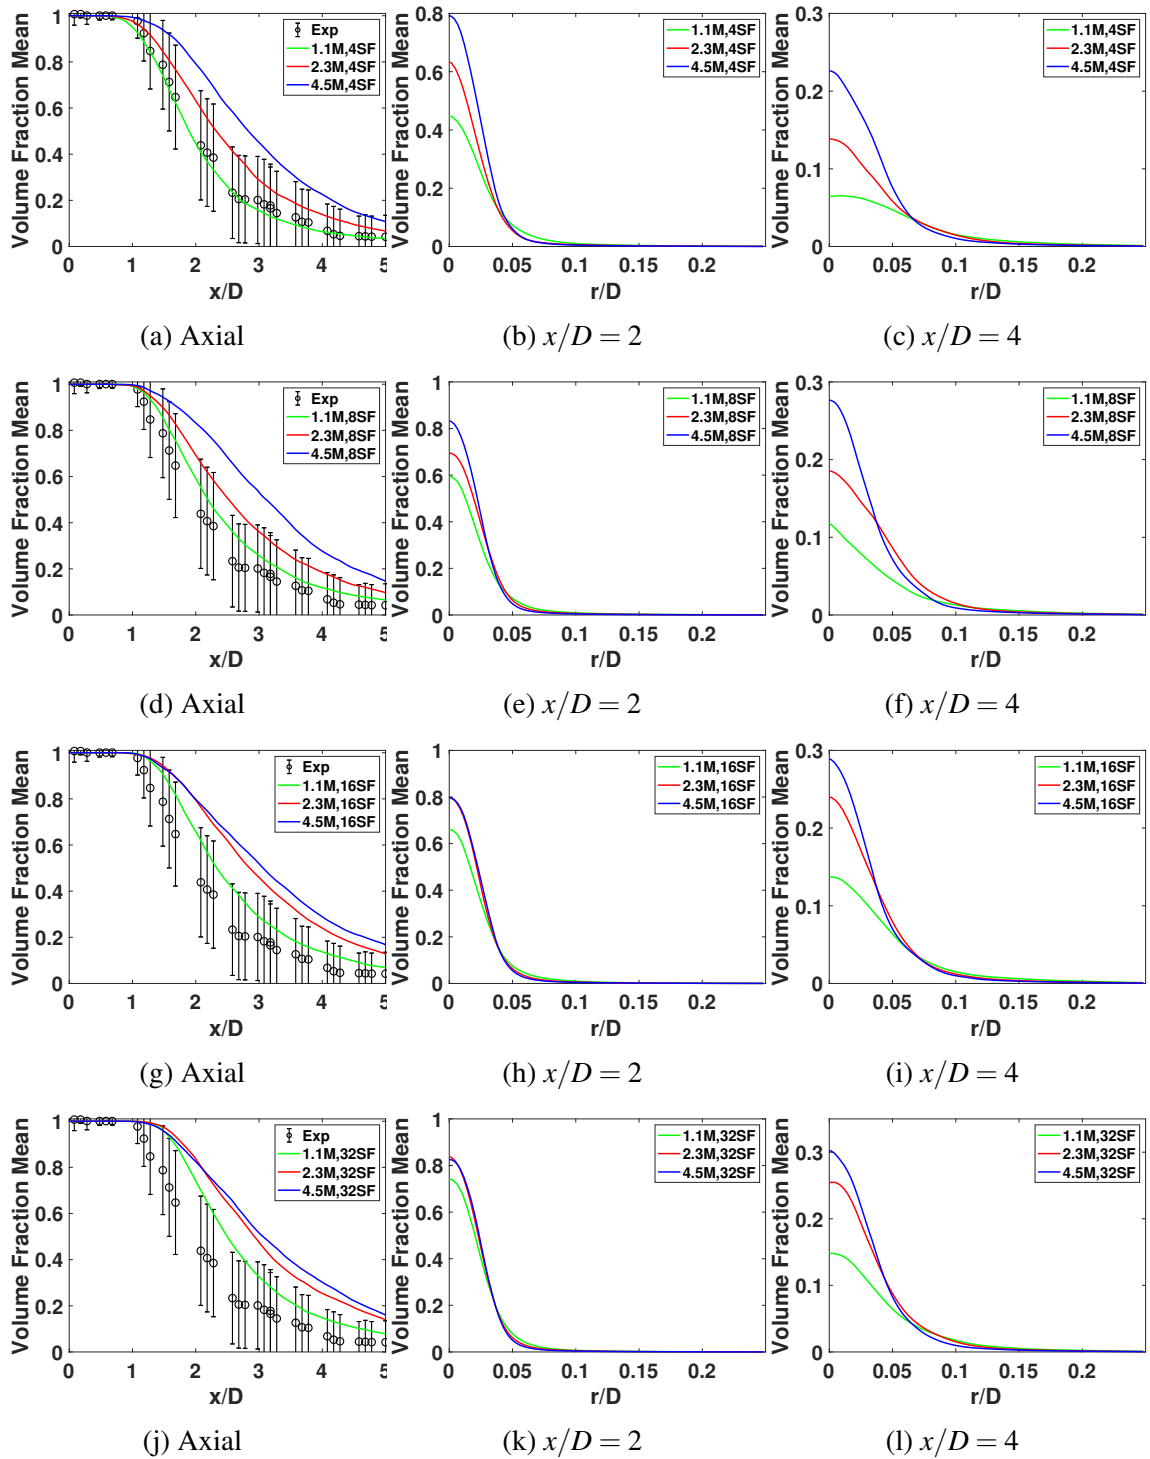 Volume Fraction Mean
1
0.8
0.6
0.4
0.2
0
0 1 2 3 4 5
x/D
Exp
1.1M,4SF
2.3M,4SF
4.5M,4SF
(a) Axial
Volume Fraction Mean
0.8
0.6
0.4
0.2
0
0 0.05 0.1 0.15 0.2
r/D
1.1M,4SF
2.3M,4SF
4.5M,4SF
(b) x/D = 2
Volume Fraction Mean
0.3
0.2
0.1
0
0 0.05 0.1 0.15 0.2
r/D
1.1M,4SF
2.3M,4SF
4.5M,4SF
(c) x/D = 4
Volume Fraction Mean
1
0.8
0.6
0.4
0.2
0
0 1 2 3 4 5
x/D
Exp
1.1M,8SF
2.3M,8SF
4.5M,8SF
(d) Axial
Volume Fraction Mean
1
0.8
0.6
0.4
0.2
0
0 0.05 0.1 0.15 0.2
r/D
1.1M,8SF
2.3M,8SF
4.5M,8SF
(e) x/D = 2
Volume Fraction Mean
0.3
0.2
0.1
0
0 0.05 0.1 0.15 0.2
r/D
1.1M,8SF
2.3M,8SF
4.5M,8SF
(f) x/D = 4
Volume Fraction Mean
1
0.8
0.6
0.4
0.2
0
0 1 2 3 4 5
x/D
Exp
1.1M,16SF
2.3M,16SF
4.5M,16SF
(g) Axial
Volume Fraction Mean
1
0.8
0.6
0.4
0.2
0
0 0.05 0.1 0.15 0.2
r/D
1.1M,16SF
2.3M,16SF
4.5M,16SF
(h) x/D = 2
Volume Fraction Mean
0.3
0.2
0.1
0
0 0.05 0.1 0.15 0.2
r/D
1.1M,16SF
2.3M,16SF
4.5M,16SF
(i) x/D = 4
Volume Fraction Mean
1
0.8
0.6
0.4
0.2
0
0 1 2 3 4 5
x/D
Exp
1.1M,32SF
2.3M,32SF
4.5M,32SF
(j) Axial
Volume Fraction Mean
1
0.8
0.6
0.4
0.2
0
0 0.05 0.1 0.15 0.2
r/D
1.1M,32SF
2.3M,32SF
4.5M,32SF
(k) x/D = 2
Volume Fraction Mean
0.3
0.2
0.1
0
0 0.05 0.1 0.15 0.2
r/D
1.1M,32SF
2.3M,32SF
4.5M,32SF
(l) x/D = 4